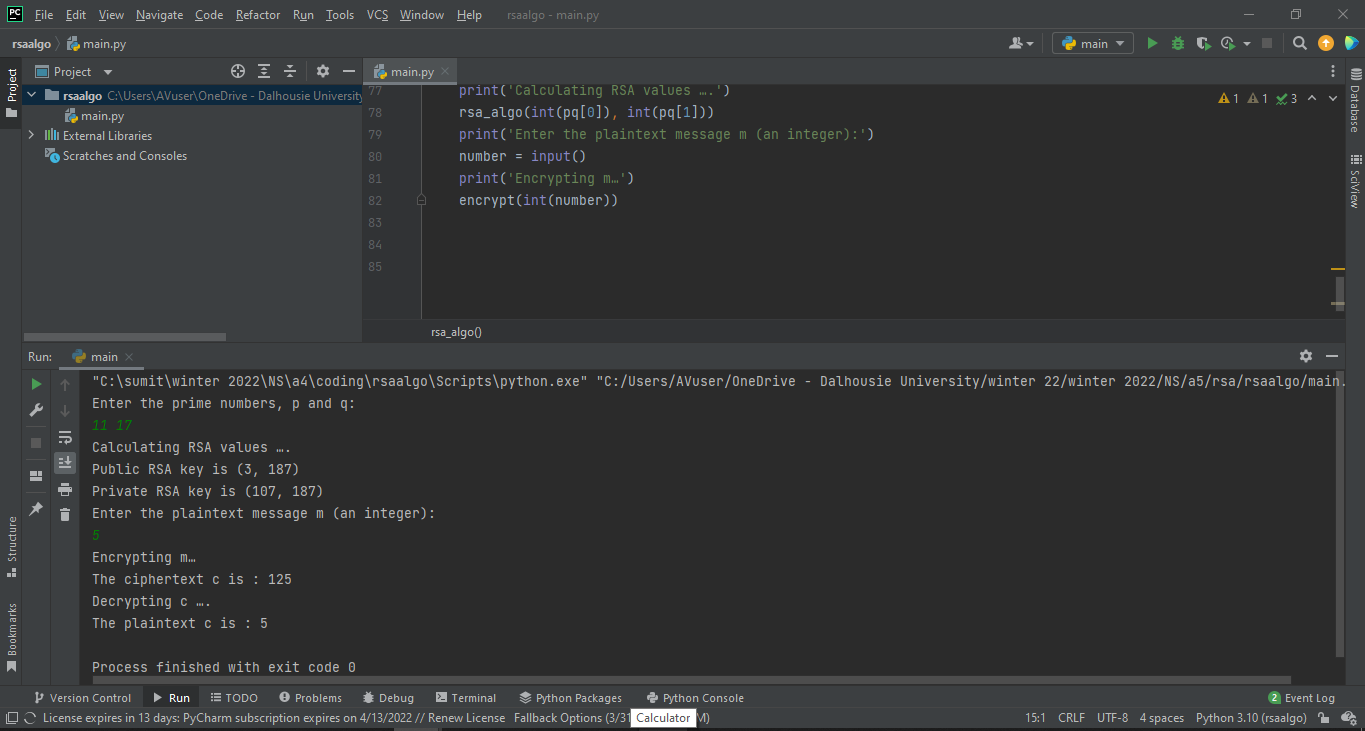 PC File Edit View Navigate Code Refactor Run Tools VCS Window Help rsaalgo - main.py
rsaalgo main.py main
Project main.py
rsaalgo C:\Users\AVuser\OneDrive - Dalhousie University
main.py
External Libraries
Scratches and Consoles
Project
Structure
Bookmarks
77 print('Calculating RSA values ….')
78 rsa_algo(int(pq[0]), int(pq[1]))
79 print('Enter the plaintext message m (an integer):')
80 number = input()
81 print('Encrypting m…')
82 encrypt(int(number))
83
84
85
1 1 3
rsa_algo()
Database
SciView
Run: main
"C:\sumit\winter 2022\NS\a4\coding\rsaalgo\Scripts\python.exe" "C:/Users/AVuser/OneDrive - Dalhousie University/winter 22/winter 2022/NS/a5/rsa/rsaalgo/main.
Enter the prime numbers, p and q:
11 17
Calculating RSA values ….
Public RSA key is (3, 187)
Private RSA key is (107, 187)
Enter the plaintext message m (an integer):
5
Encrypting m…
The ciphertext c is : 125
Decrypting c ….
The plaintext c is : 5
Process finished with exit code 0
Version Control Run TODO Problems Debug Terminal Python Packages Python Console 2 Event Log
License expires in 13 days: PyCharm subscription expires on 4/13/2022 // Renew License Fallback Options (3/31 Calculator M) 15:1 CRLF UTF-8 4 spaces Python 3.10 (rsaalgo)